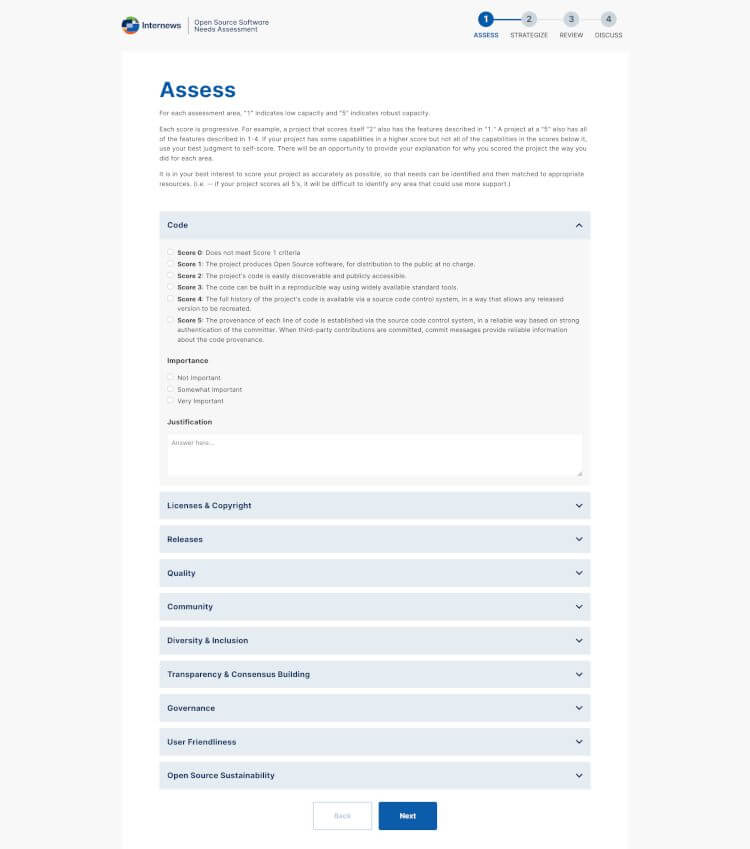 Internews
Open Source Software
Needs Assessment
1
2
3
4
ASSESS
STRATEGIZE
REVIEW
DISCUSS
Assess
For each assessment area, "1" indicates low capacity and "5" indicates robust capacity.
Each score is progressive. For example, a project that scores itself "2" also has the features described in "1." A project at a "5" also has all
of the features described in 1-4. If your project has some capabilities in a higher score but not all of the capabilities in the scores below it,
use your best judgment to self-score. There will be an opportunity to provide your explanation for why you scored the project the way you
did for each area.
It is in your best interest to score your project as accurately as possible, so that needs can be identified and then matched to appropriate
resources. (i.e. — if your project scores all 5's, it will be difficult to identify any area that could use more support.)
Code
Score 0: Does not meet Score 1 criteria
Score 1: The project produces Open Source software, for distribution to the public at no charge.
Score 2: The project's code is easily discoverable and publicly accessible.
Score 3: The code can be built in a reproducible way using widely available standard tools.
Score 4: The full history of the project's code is available via a source code control system, in a way that allows any released
version to be recreated.
Score 5: The provenance of each line of code is established via the source code control system, in a reliable way based on strong
authentication of the committer. When third-party contributions are committed, commit messages provide reliable information
about the code provenance.
Importance
Not Important
Somewhat Important
Very Important
Justification
Answer here...
Licenses & Copyright
Releases
Quality
Community
Diversity & Inclusion
Transparency & Consensus Building
Governance
User Friendliness
Open Source Sustainability
Back
Next